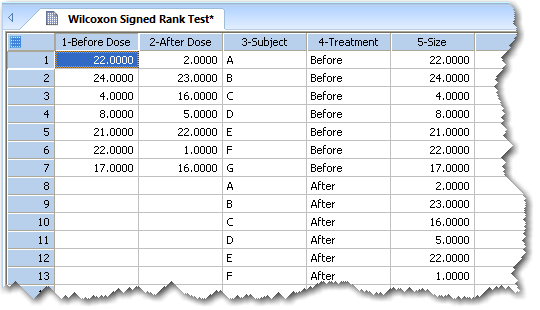 Wilcoxon Signed Rank Test*
1-Before Dose 2-After Dose 3-Subject 4-Treatment 5-Size
1 22.0000 2.0000 A Before 22.0000
2 24.0000 23.0000 B Before 24.0000
3 4.0000 16.0000 C Before 4.0000
4 8.0000 5.0000 D Before 8.0000
5 21.0000 22.0000 E Before 21.0000
6 22.0000 1.0000 F Before 22.0000
7 17.0000 16.0000 G Before 17.0000
8 A After 2.0000
9 B After 23.0000
10 C After 16.0000
11 D After 5.0000
12 E After 22.0000
13 F After 1.0000